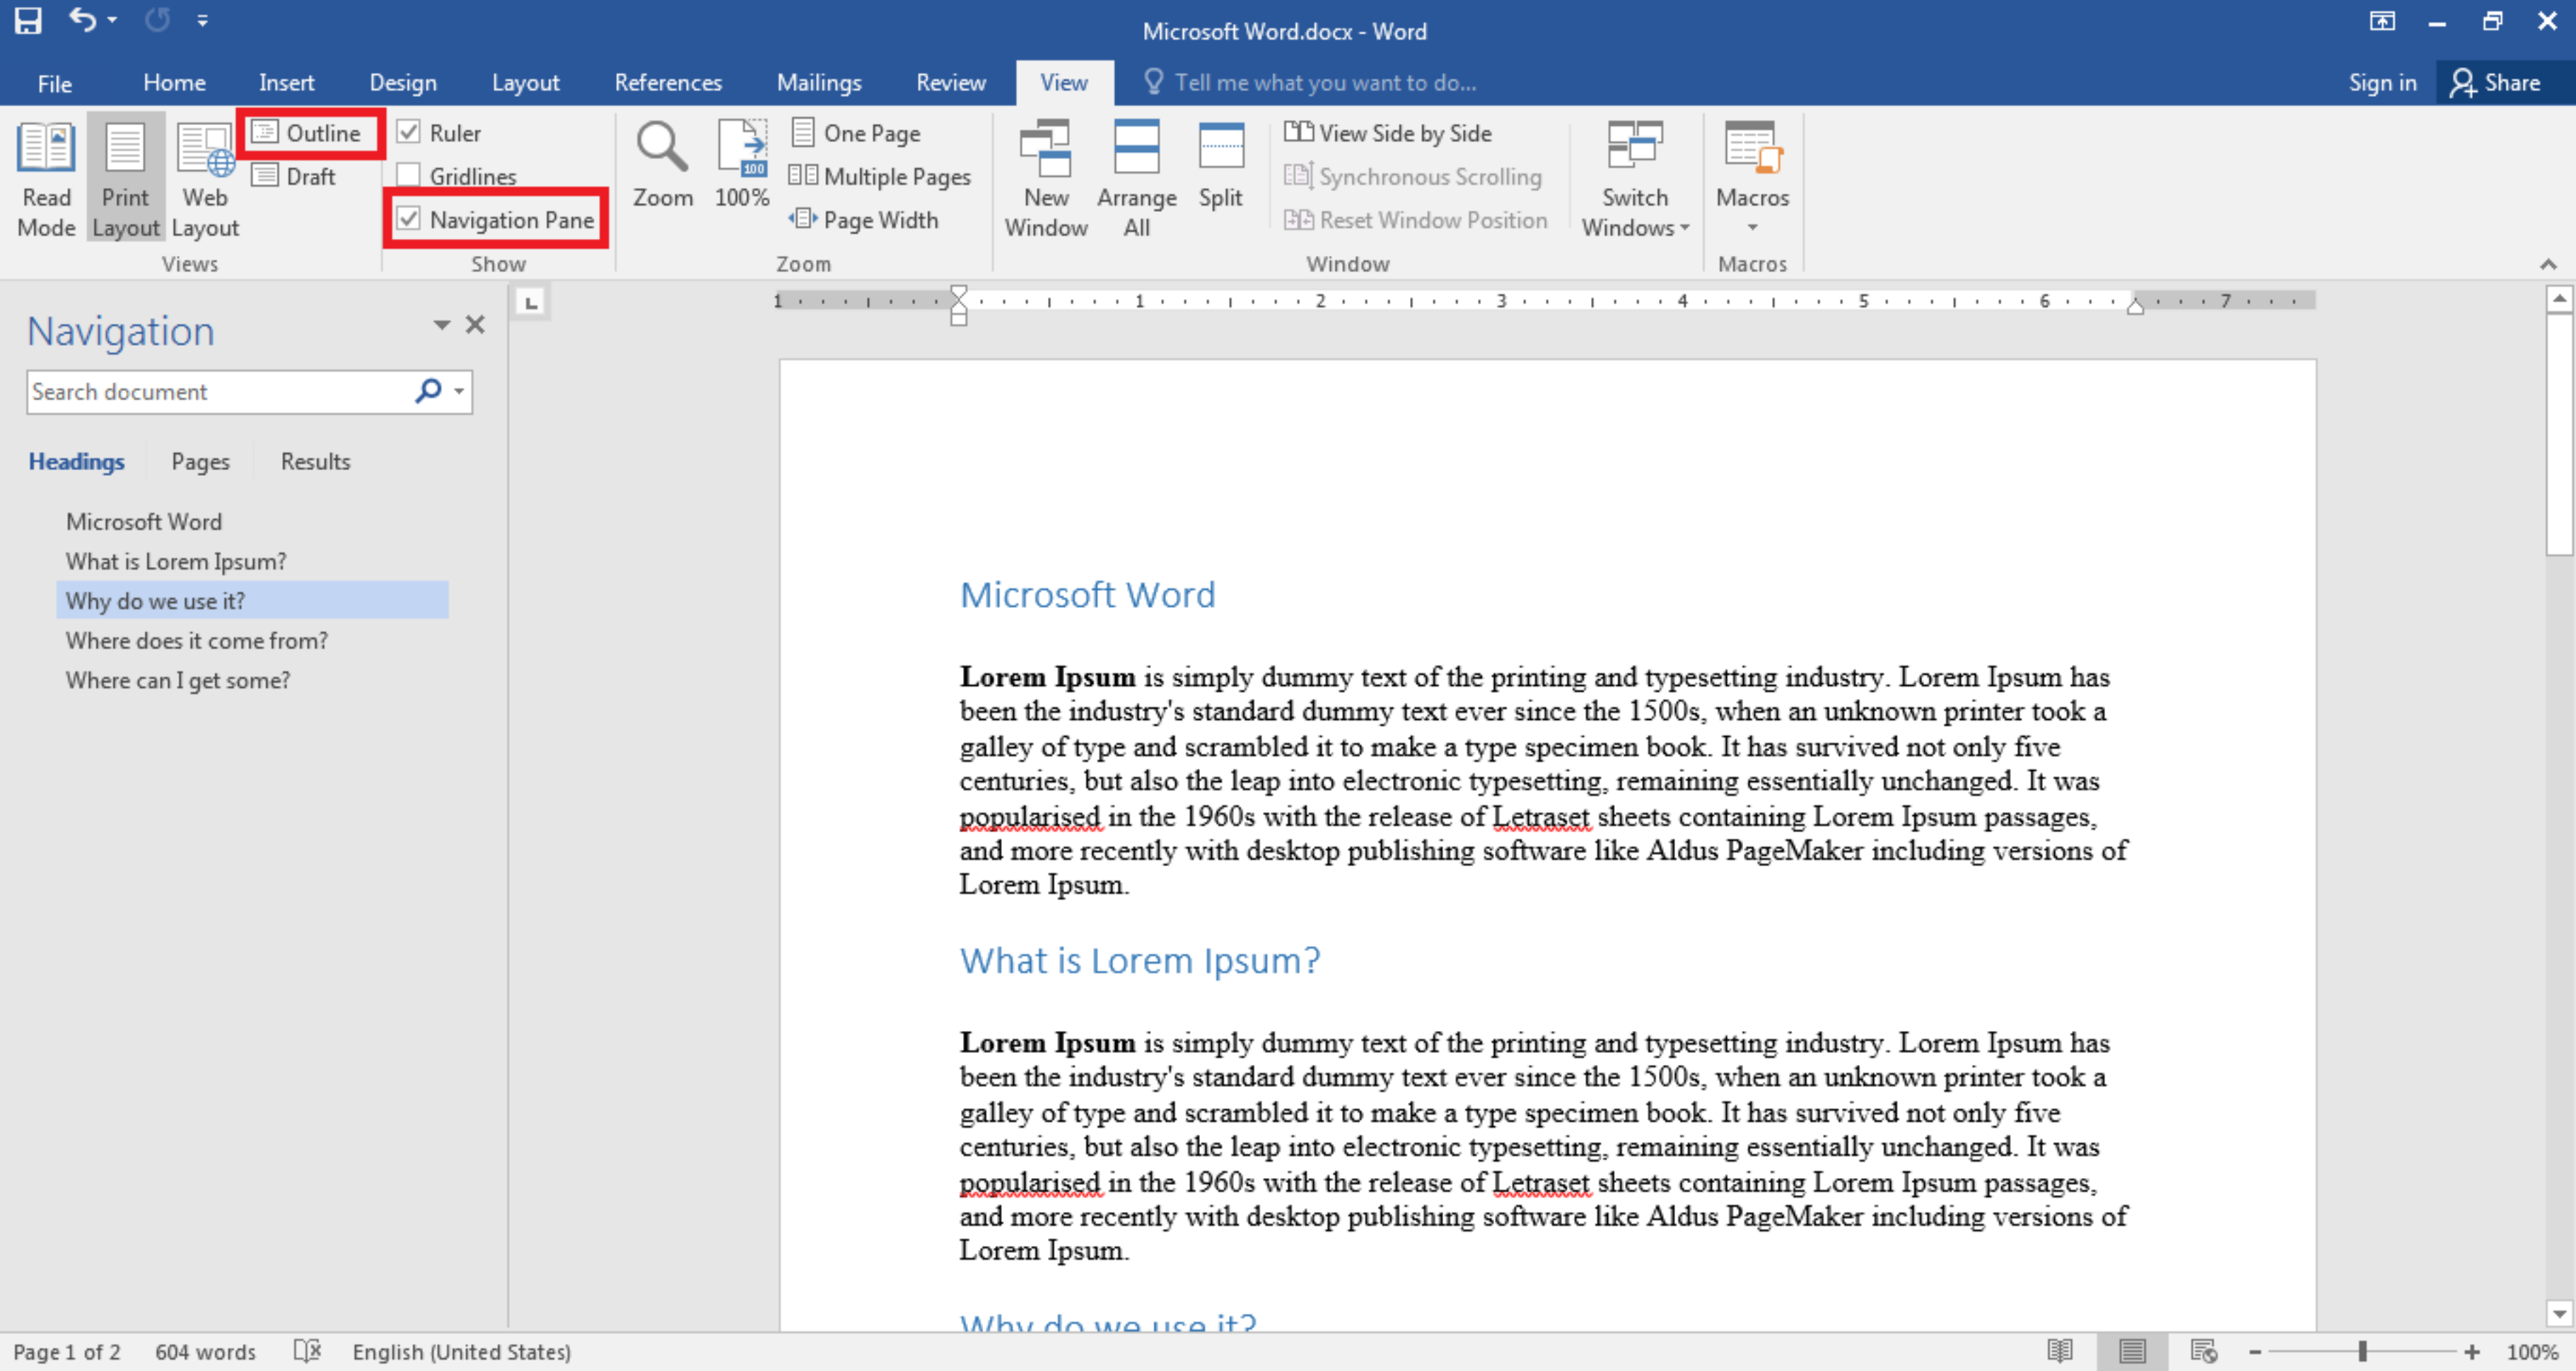 Microsoft Word.docx - Word
File Home Insert Design Layout References Mailings Review View Tell me what you want to do... Sign in Share
Read Mode
Print Layout
Web Layout
Outline
Draft
Views
Ruler
Gridlines
Navigation Pane
Show
Zoom
100
100%
One Page
Multiple Pages
Page Width
Zoom
New Window
Arrange All
Split
View Side by Side
Synchronous Scrolling
Reset Window Position
Switch Windows
Window
Macros
Macros
Navigation
Search document
Headings Pages Results
Microsoft Word
What is Lorem Ipsum?
Why do we use it?
Where does it come from?
Where can I get some?
L
1 1 2 3 4 5 6 7
Microsoft Word
Lorem Ipsum is simply dummy text of the printing and typesetting industry. Lorem Ipsum has
been the industry's standard dummy text ever since the 1500s, when an unknown printer took a
galley of type and scrambled it to make a type specimen book. It has survived not only five
centuries, but also the leap into electronic typesetting, remaining essentially unchanged. It was
popularised in the 1960s with the release of Letraset sheets containing Lorem Ipsum passages,
and more recently with desktop publishing software like Aldus PageMaker including versions of
Lorem Ipsum.
What is Lorem Ipsum?
Lorem Ipsum is simply dummy text of the printing and typesetting industry. Lorem Ipsum has
been the industry's standard dummy text ever since the 1500s, when an unknown printer took a
galley of type and scrambled it to make a type specimen book. It has survived not only five
centuries, but also the leap into electronic typesetting, remaining essentially unchanged. It was
popularised in the 1960s with the release of Letraset sheets containing Lorem Ipsum passages,
and more recently with desktop publishing software like Aldus PageMaker including versions of
Lorem Ipsum.
Why do we use it?
Page 1 of 2 604 words English (United States) 100%